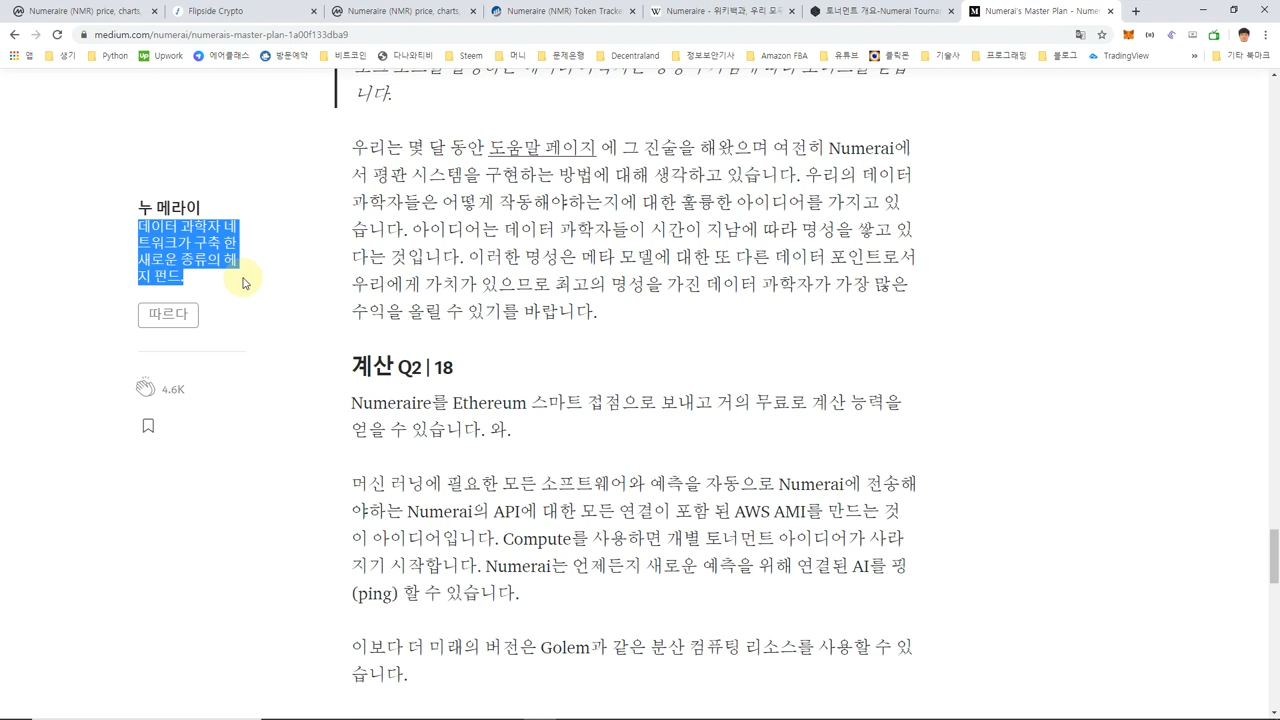 Numeraire (NMR) price, charts,
Flipside Crypto
Numeraire (NMR) price, charts,
Numeraire (NMR) Token Tracke
Numeraire - 위키백과, 우리 모두
토너먼트 개요-Numerai Tourna
Numerai's Master Plan - Nume
medium.com/numerai/numerais-master-plan-1a00f133dba9
앱
생기
Python
Upwork
에어클래스
방문예약
비트코인
다나와티비
Steem
머니
문제은행
Decentraland
정보보안기사
Amazon FBA
유튜브
클릭몬
기술사
프로그래밍
블로그
TradingView
»
기타 북마크
니다.
우리는 몇 달 동안 도움말 페이지 에 그 진술을 해왔으며 여전히 Numerai에
서 평판 시스템을 구현하는 방법에 대해 생각하고 있습니다. 우리의 데이터
과학자들은 어떻게 작동해야하는지에 대한 훌륭한 아이디어를 가지고 있
습니다. 아이디어는 데이터 과학자들이 시간이 지남에 따라 명성을 쌓고 있
다는 것입니다. 이러한 명성은 메타 모델에 대한 또 다른 데이터 포인트로서
우리에게 가치가 있으므로 최고의 명성을 가진 데이터 과학자가 가장 많은
수익을 올릴 수 있기를 바랍니다.
누 메라이
데이터 과학자 네
트워크가 구축 한
새로운 종류의 헤
지 펀드.
따르다
4.6K
계산 Q2 | 18
Numeraire를 Ethereum 스마트 접점으로 보내고 거의 무료로 계산 능력을
얻을 수 있습니다. 와.
머신 러닝에 필요한 모든 소프트웨어와 예측을 자동으로 Numerai에 전송해
야하는 Numerai의 API에 대한 모든 연결이 포함 된 AWS AMI를 만드는 것
이 아이디어입니다. Compute를 사용하면 개별 토너먼트 아이디어가 사라
지기 시작합니다. Numerai는 언제든지 새로운 예측을 위해 연결된 AI를 핑
(ping) 할 수 있습니다.
이보다 더 미래의 버전은 Golem과 같은 분산 컴퓨팅 리소스를 사용할 수 있
습니다.